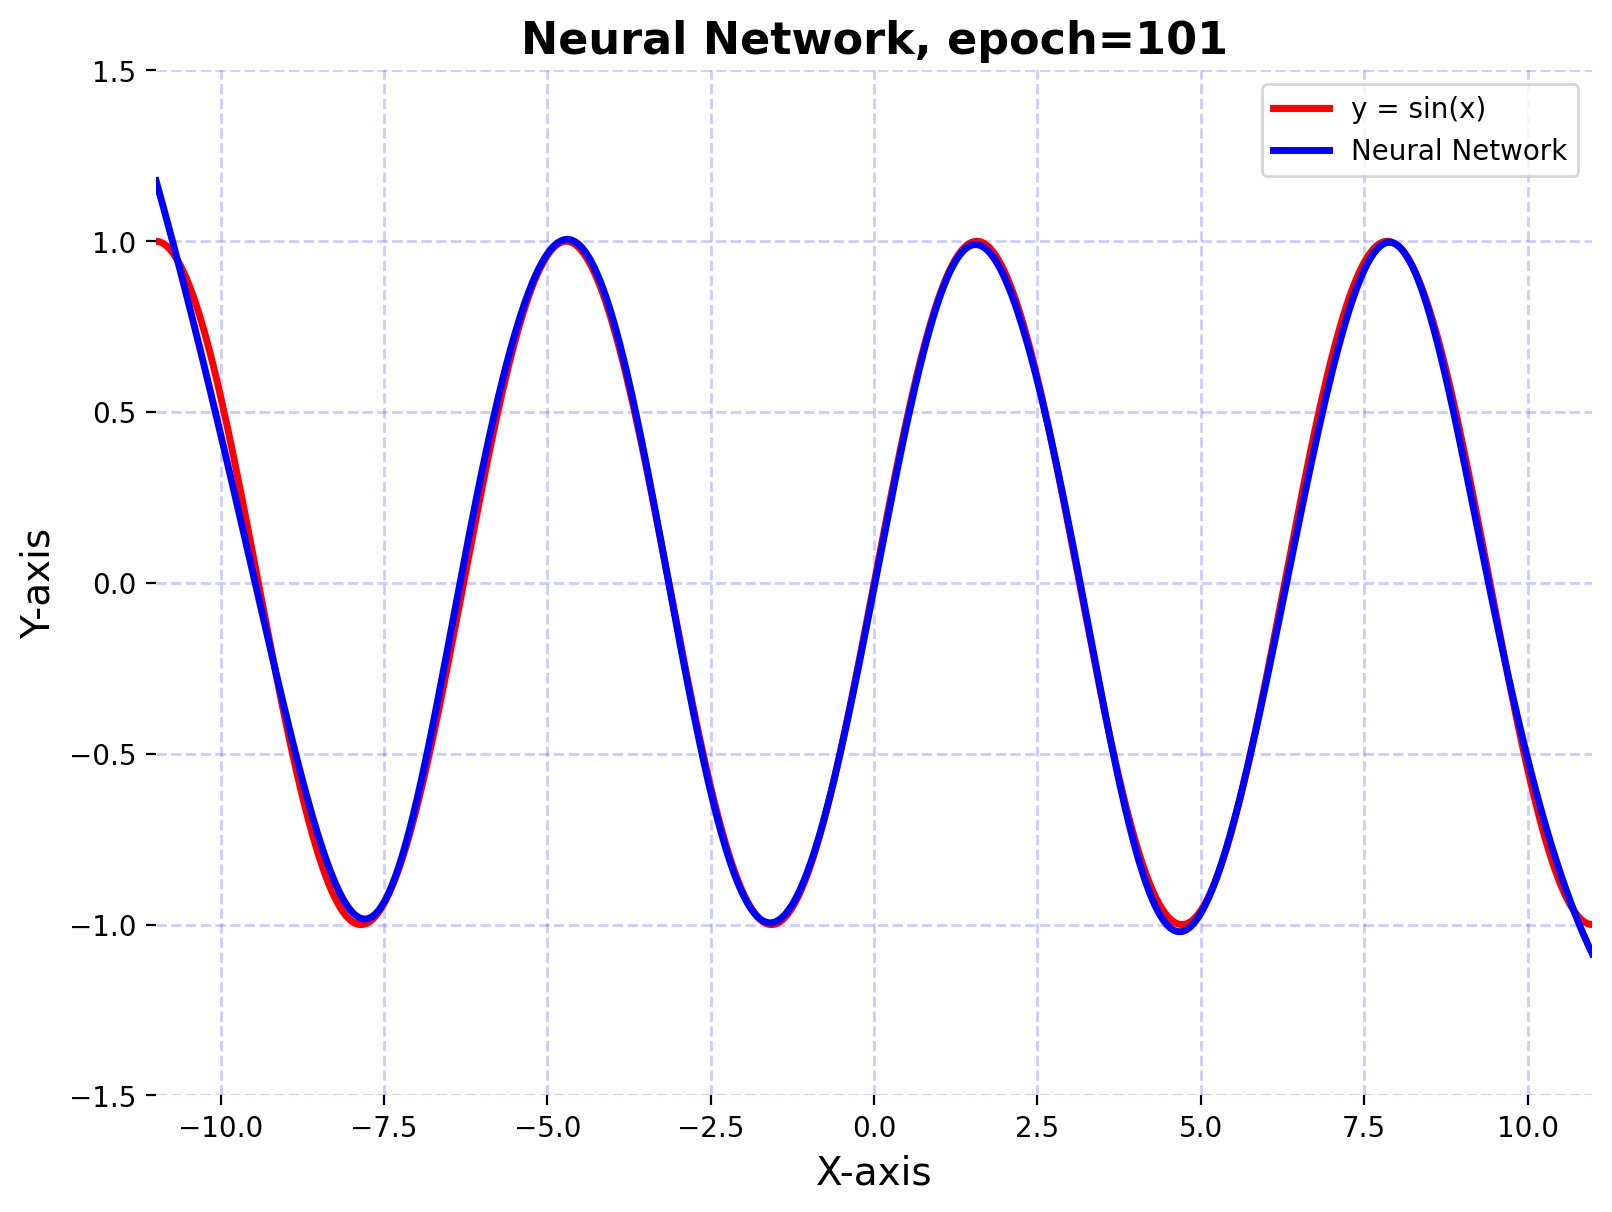 Neural Network, epoch=101
y = sin(x)
Neural Network
Y-axis
1.5
1.0
0.5
0.0
−0.5
−1.0
−1.5
−10.0 −7.5 −5.0 −2.5 0.0 2.5 5.0 7.5 10.0
X-axis